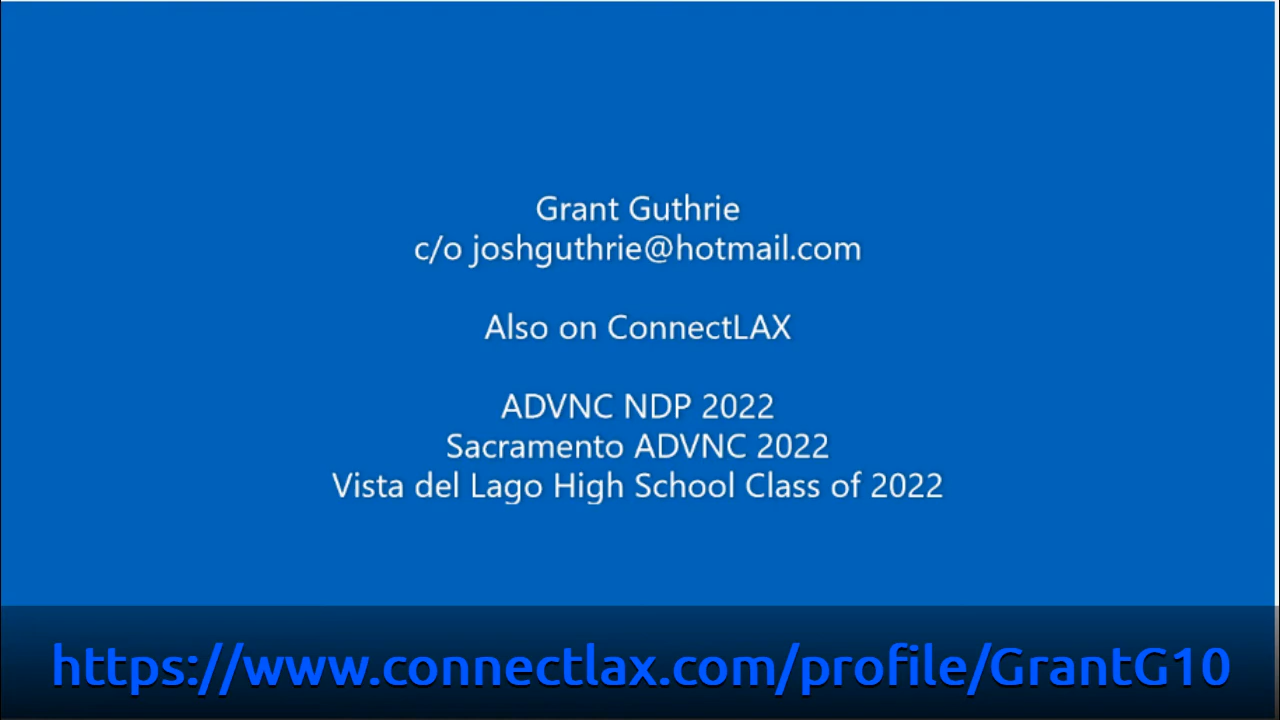 Grant Guthrie
c/o joshguthrie@hotmail.com
Also on ConnectLAX
ADVNC NDP 2022
Sacramento ADVNC 2022
Vista del Lago High School Class of 2022
https://www.connectlax.com/profile/GrantG10